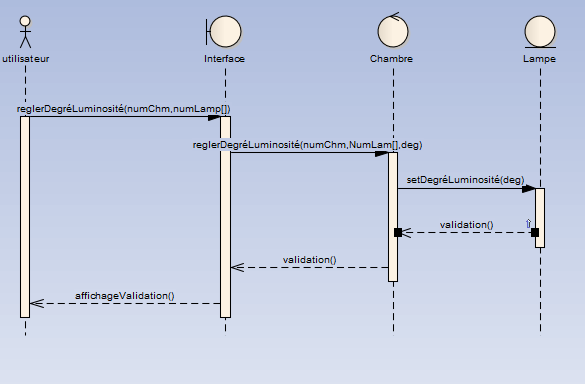 utilisateur
Interface
Chambre
Lampe
reglerDegréLuminosité(numChm,numLamp[])
reglerDegréLuminosité(numChm,NumLam[],deg)
setDegréLuminosité(deg)
validation()
validation()
affichageValidation()